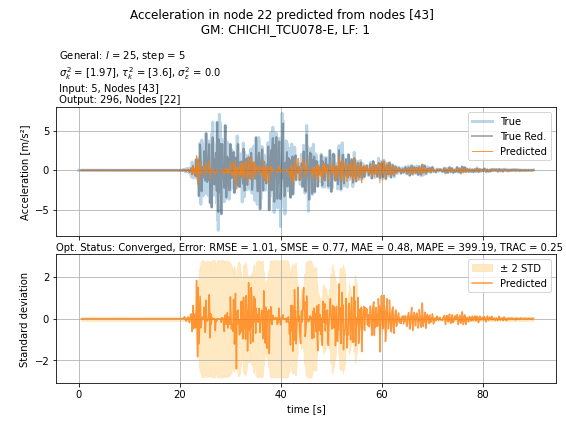 Acceleration in node 22 predicted from nodes [43]
GM: CHICHI_TCU078-E, LF: 1
General: l = 25, step = 5
σ²ₖ = [1.97], τ²ₖ = [3.6], σ²ₑ = 0.0
Input: 5, Nodes [43]
Output: 296, Nodes [22]
True
True Red.
Predicted
5
0
−5
Acceleration [m/s²]
Opt. Status: Converged, Error: RMSE = 1.01, SMSE = 0.77, MAE = 0.48, MAPE = 399.19, TRAC = 0.25
± 2 STD
Predicted
2
0
−2
Standard deviation
0 20 40 60 80
time [s]